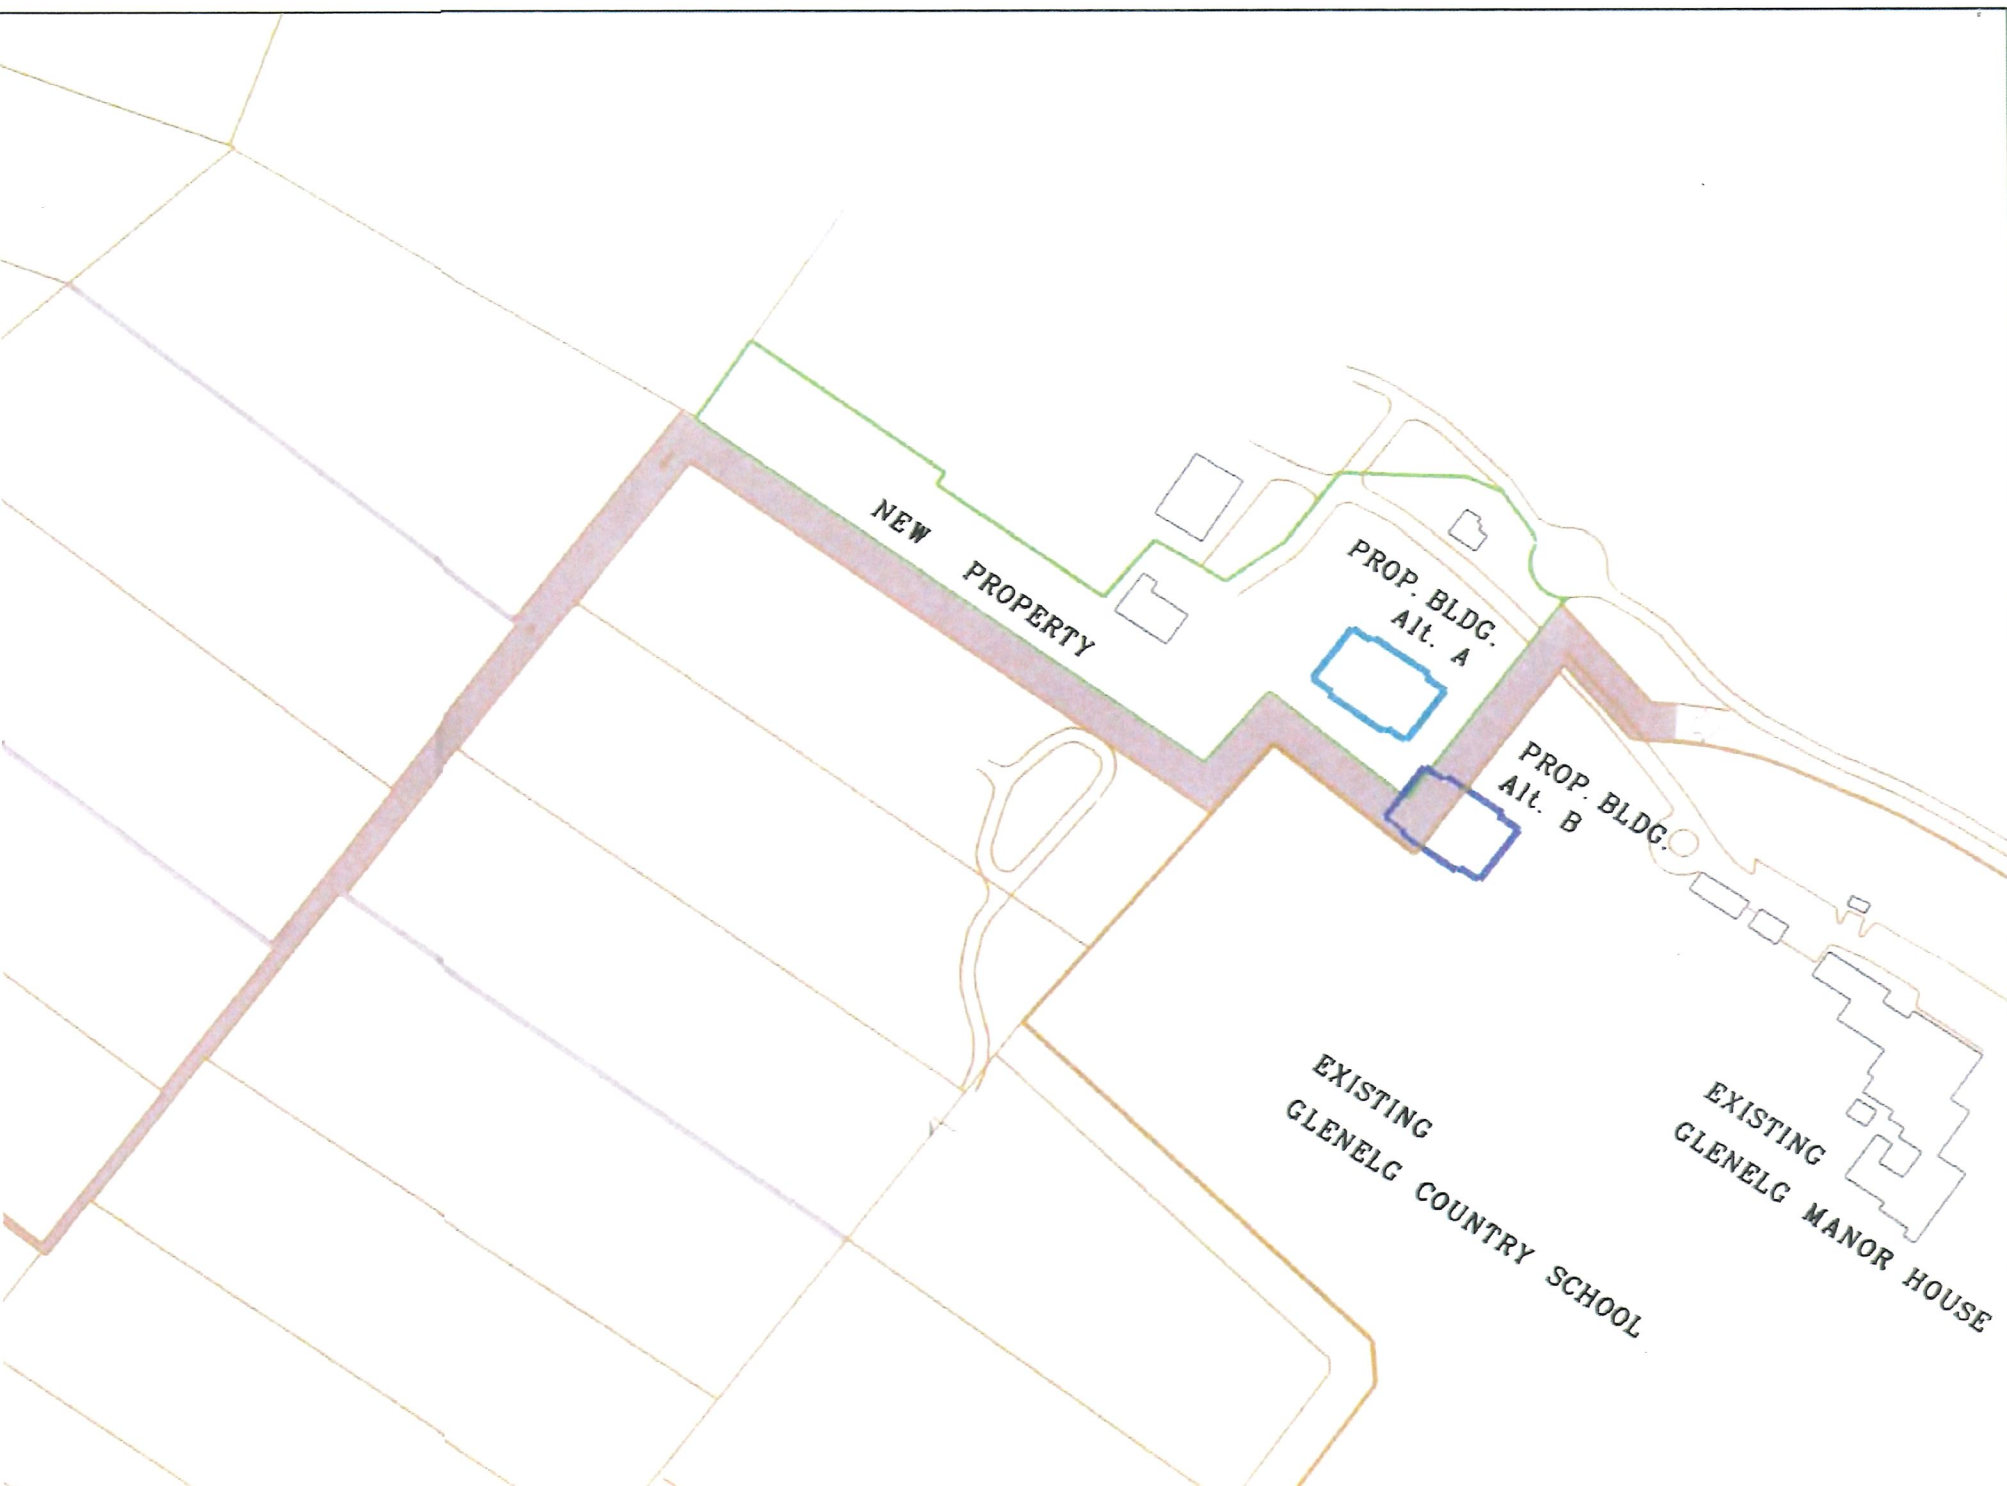 NEW PROPERTY
PROP. BLDG.
Alt. A
PROP. BLDG.
Alt. B
EXISTING
GLENELG COUNTRY SCHOOL
EXISTING
GLENELG MANOR HOUSE